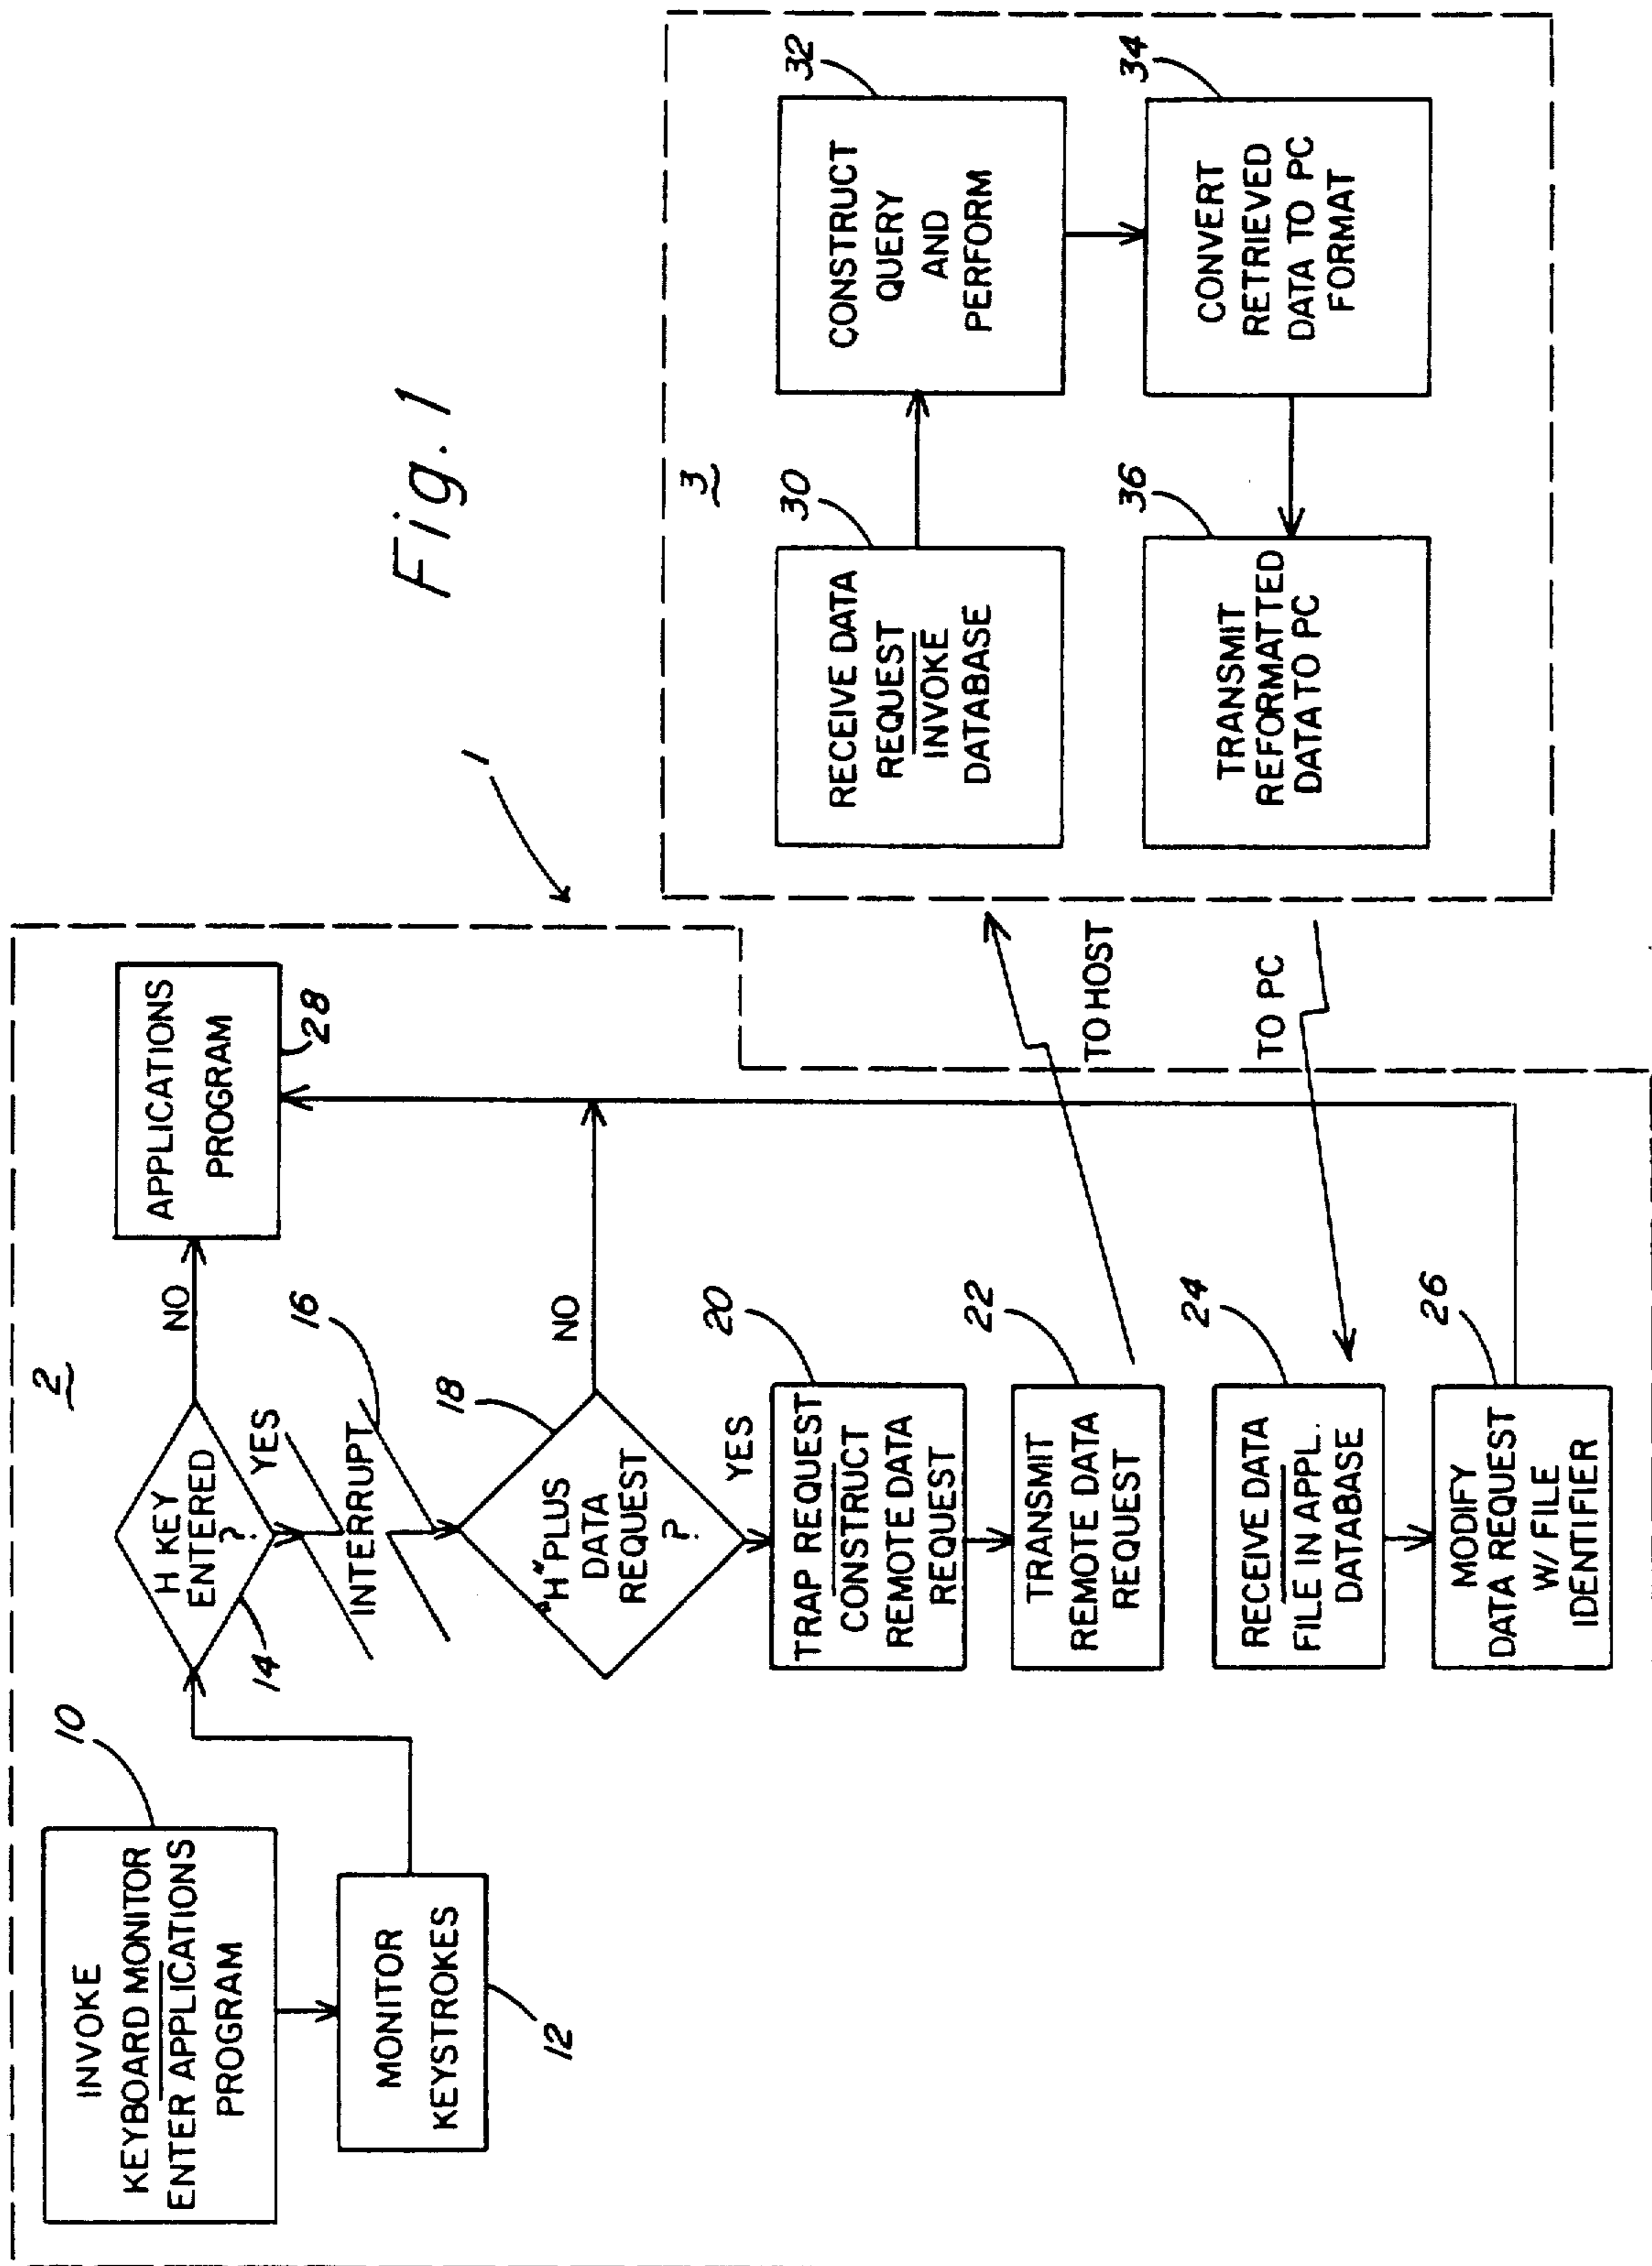 Fig. 1
1
2
10
INVOKE
KEYBOARD MONITOR
ENTER APPLICATIONS
PROGRAM
MONITOR
KEYSTROKES
12
H KEY
ENTERED
?
14
NO
YES
APPLICATIONS
PROGRAM
28
INTERRUPT
16
"H" PLUS
DATA
REQUEST
?
18
NO
YES
TRAP REQUEST
CONSTRUCT
REMOTE DATA
REQUEST
20
TRANSMIT
REMOTE DATA
REQUEST
22
TO HOST
TO PC
RECEIVE DATA
FILE IN APPL.
DATABASE
24
MODIFY
DATA REQUEST
W/ FILE
IDENTIFIER
26
3
RECEIVE DATA
REQUEST
INVOKE
DATABASE
30
CONSTRUCT
QUERY
AND
PERFORM
32
CONVERT
RETRIEVED
DATA TO PC
FORMAT
34
TRANSMIT
REFORMATTED
DATA TO PC
36